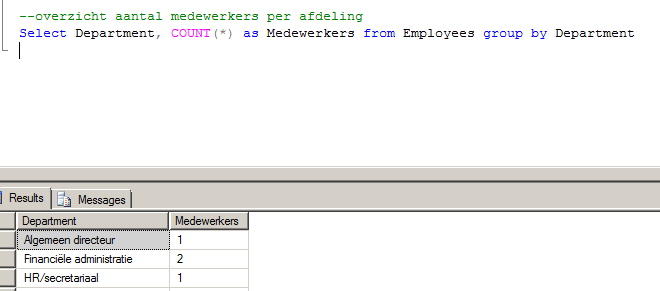 --overzicht aantal medewerkers per afdeling
Select Department, COUNT(*) as Medewerkers from Employees group by Department
Results Messages
Department Medewerkers
Algemeen directeur 1
Financiële administratie 2
HR/secretariaal 1